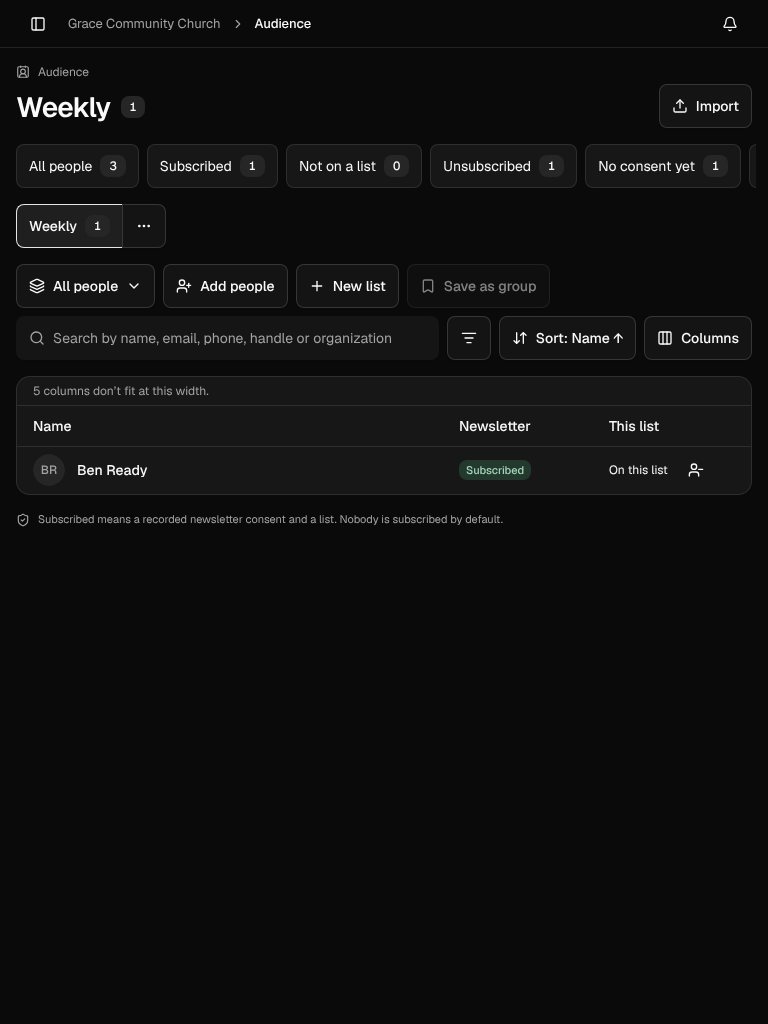 Grace Community Church > Audience
Audience
Weekly 1
Import
All people 3 Subscribed 1 Not on a list 0 Unsubscribed 1 No consent yet 1
Weekly 1 ···
All people Add people + New list Save as group
Search by name, email, phone, handle or organization Sort: Name ↑ Columns
5 columns don’t fit at this width.
Name Newsletter This list
BR Ben Ready Subscribed On this list
Subscribed means a recorded newsletter consent and a list. Nobody is subscribed by default.